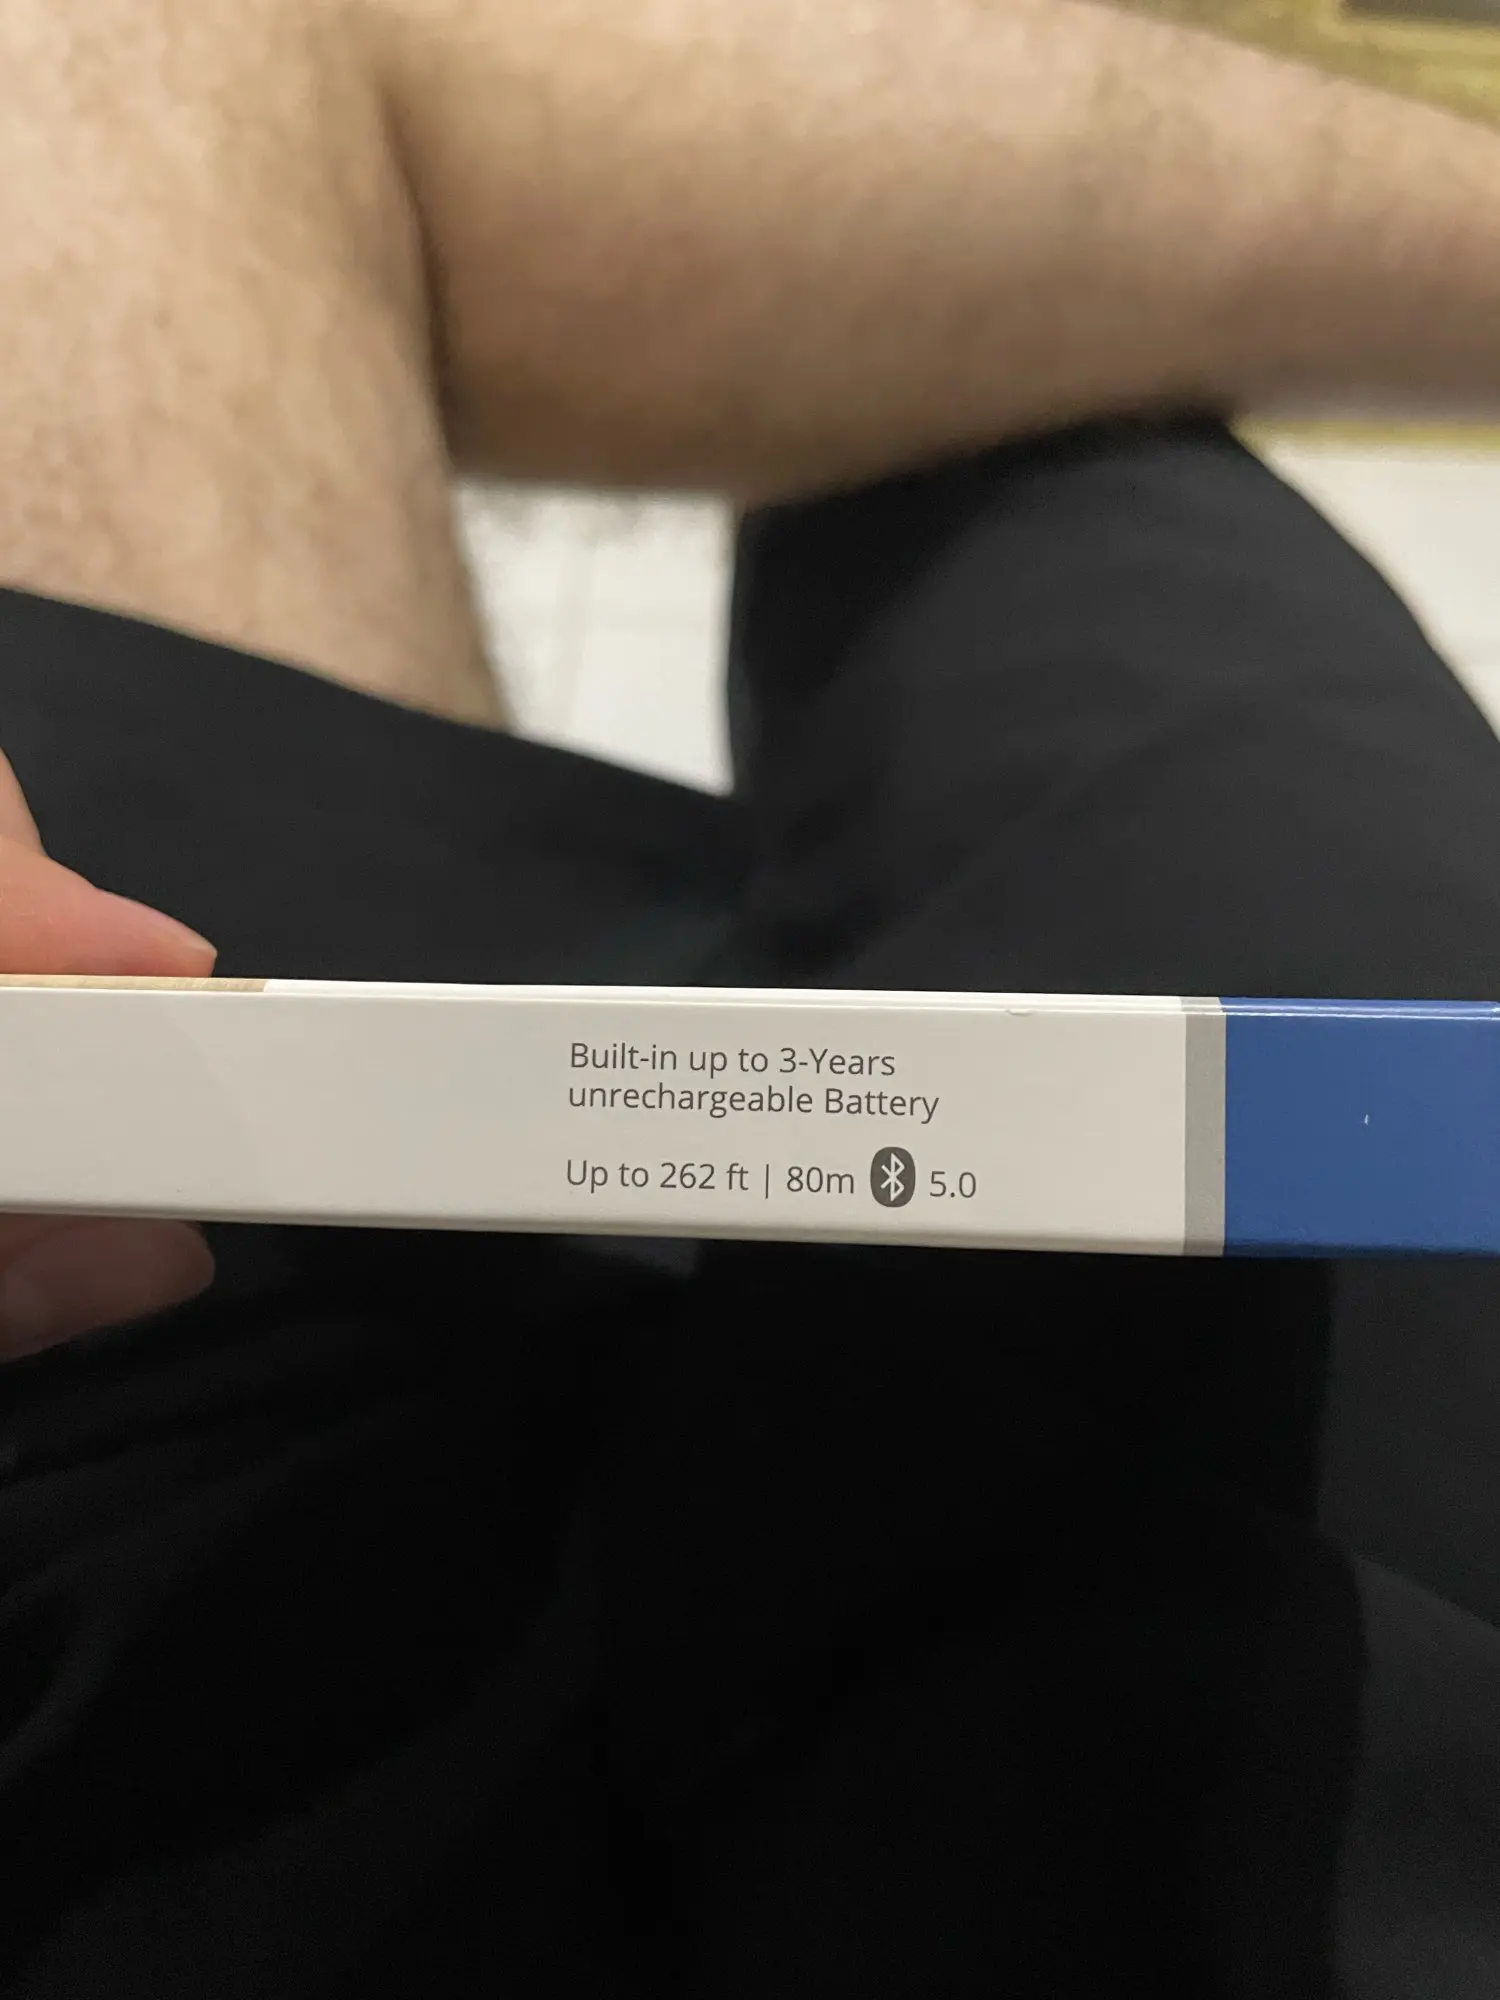 Built-in up to 3-Years
unrechargeable Battery
Up to 262 ft | 80m 5.0